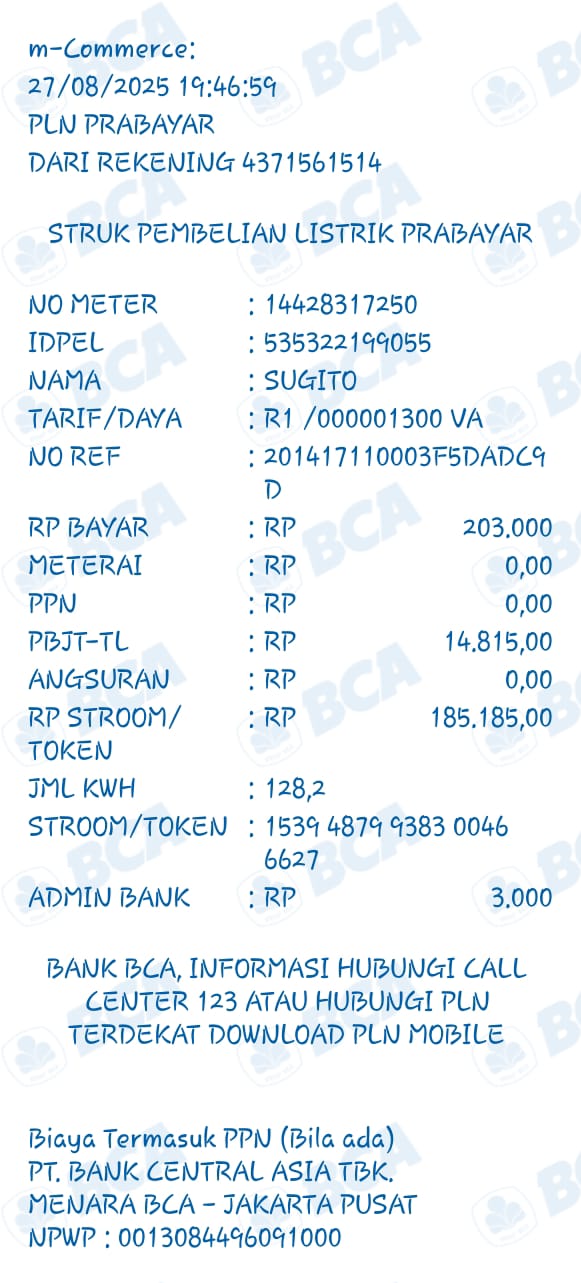 m-Commerce:
27/08/2025 19:46:59
PLN PRABAYAR
DARI REKENING 4371561514
STRUK PEMBELIAN LISTRIK PRABAYAR
NO METER : 14428317250
IDPEL : 535322199055
NAMA : SUGITO
TARIF/DAYA : R1 /000001300 VA
NO REF : 201417110003F5DADC9
D
RP BAYAR : RP 203.000
METERAI : RP 0,00
PPN : RP 0,00
PBJT-TL : RP 14.815,00
ANGSURAN : RP 0,00
RP STROOM/ : RP 185.185,00
TOKEN
JML KWH : 128,2
STROOM/TOKEN : 1539 4879 9383 0046
6627
ADMIN BANK : RP 3.000
BANK BCA, INFORMASI HUBUNGI CALL
CENTER 123 ATAU HUBUNGI PLN
TERDEKAT DOWNLOAD PLN MOBILE
Biaya Termasuk PPN (Bila ada)
PT. BANK CENTRAL ASIA TBK.
MENARA BCA - JAKARTA PUSAT
NPWP : 0013084496091000